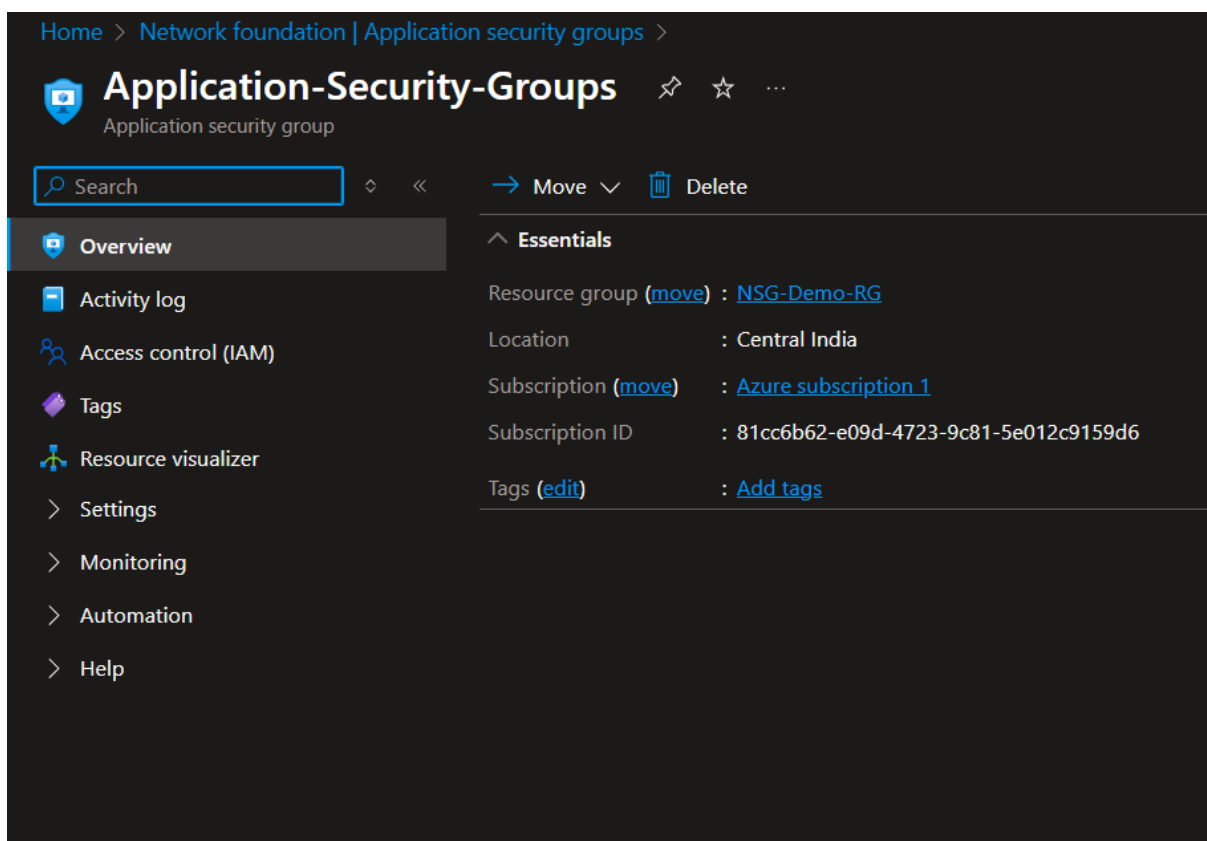 Home > Network foundation | Application security groups >
Application-Security-Groups ...
Application security group
Search
Move
Delete
Overview
Activity log
Access control (IAM)
Tags
Resource visualizer
Settings
Monitoring
Automation
Help
Essentials
Resource group (move) : NSG-Demo-RG
Location : Central India
Subscription (move) : Azure subscription 1
Subscription ID : 81cc6b62-e09d-4723-9c81-5e012c9159d6
Tags (edit) : Add tags